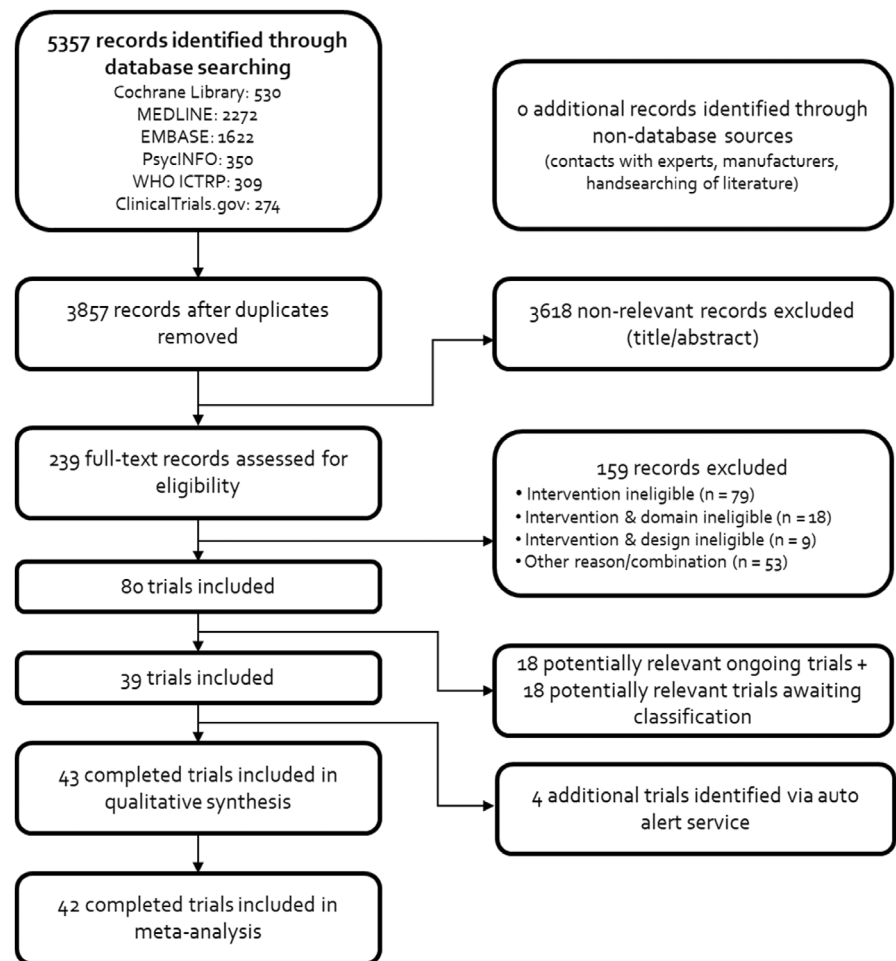 5357 records identified through
database searching
Cochrane Library: 530
MEDLINE: 2272
EMBASE: 1622
PsycINFO: 350
WHO ICTRP: 309
ClinicalTrials.gov: 274
0 additional records identified through
non-database sources
(contacts with experts, manufacturers,
handsearching of literature)
3857 records after duplicates
removed
3618 non-relevant records excluded
(title/abstract)
239 full-text records assessed for
eligibility
159 records excluded
• Intervention ineligible (n = 79)
• Intervention & domain ineligible (n = 18)
• Intervention & design ineligible (n = 9)
• Other reason/combination (n = 53)
80 trials included
18 potentially relevant ongoing trials +
18 potentially relevant trials awaiting
classification
39 trials included
43 completed trials included in
qualitative synthesis
4 additional trials identified via auto
alert service
42 completed trials included in
meta-analysis